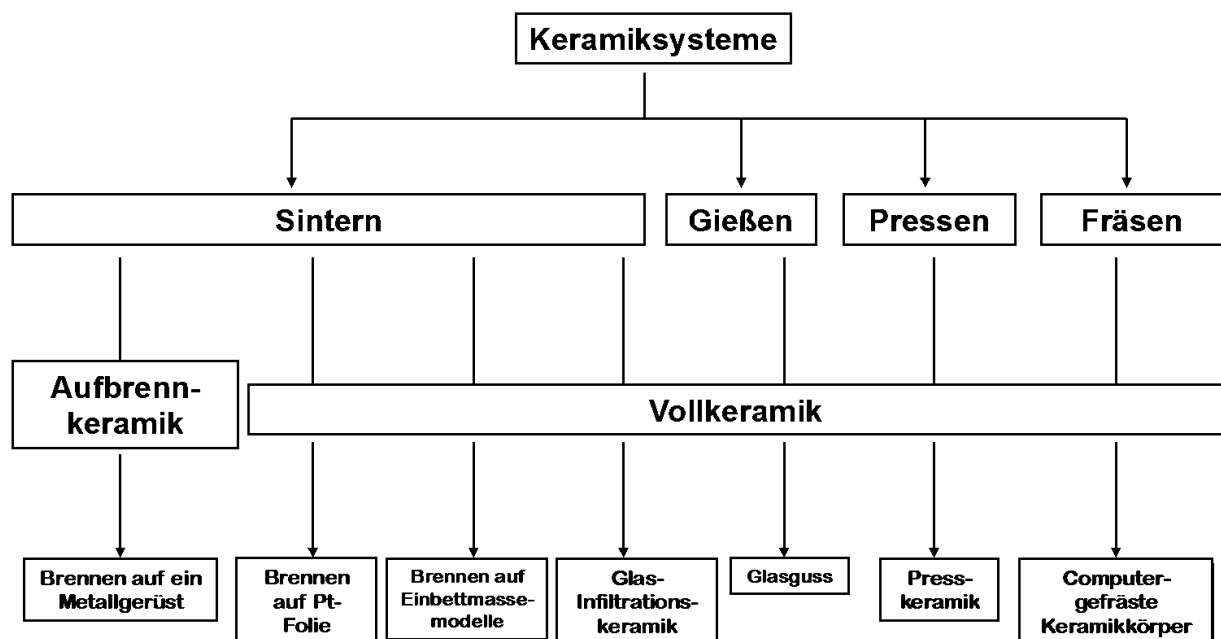 Keramiksysteme
Sintern
Gießen
Pressen
Fräsen
Aufbrenn-
keramik
Vollkeramik
Brennen auf ein
Metallgerüst
Brennen
auf Pt-
Folie
Brennen auf
Einbettmasse-
modelle
Glas-
Infiltrations-
keramik
Glasguss
Press-
keramik
Computer-
gefräste
Keramikkörper